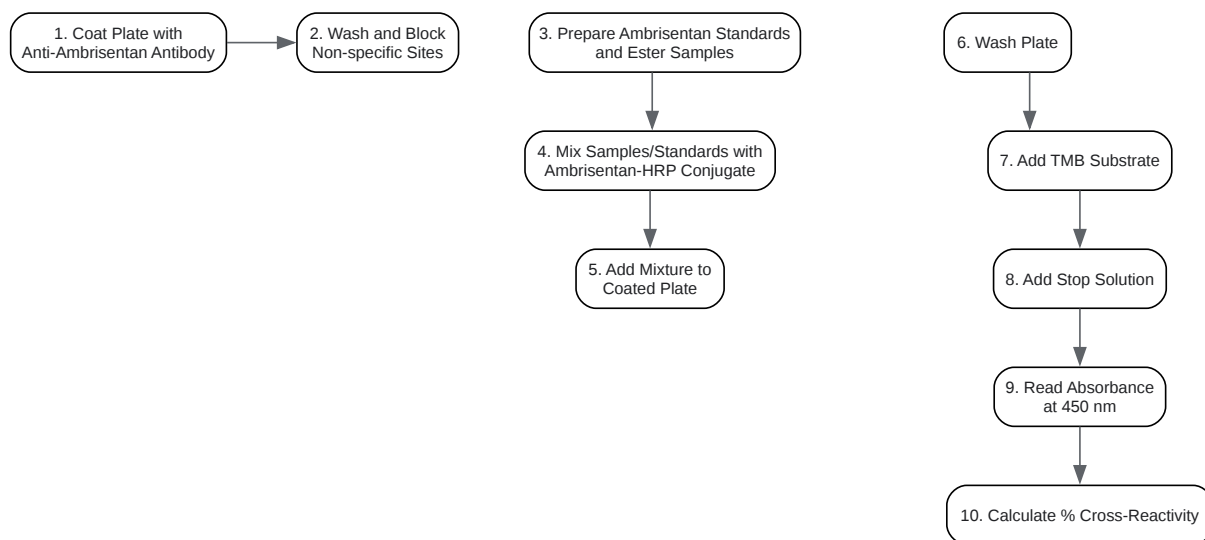 1. Coat Plate with
Anti-Ambrisentan Antibody
2. Wash and Block
Non-specific Sites
3. Prepare Ambrisentan Standards
and Ester Samples
4. Mix Samples/Standards with
Ambrisentan-HRP Conjugate
5. Add Mixture to
Coated Plate
6. Wash Plate
7. Add TMB Substrate
8. Add Stop Solution
9. Read Absorbance
at 450 nm
10. Calculate % Cross-Reactivity